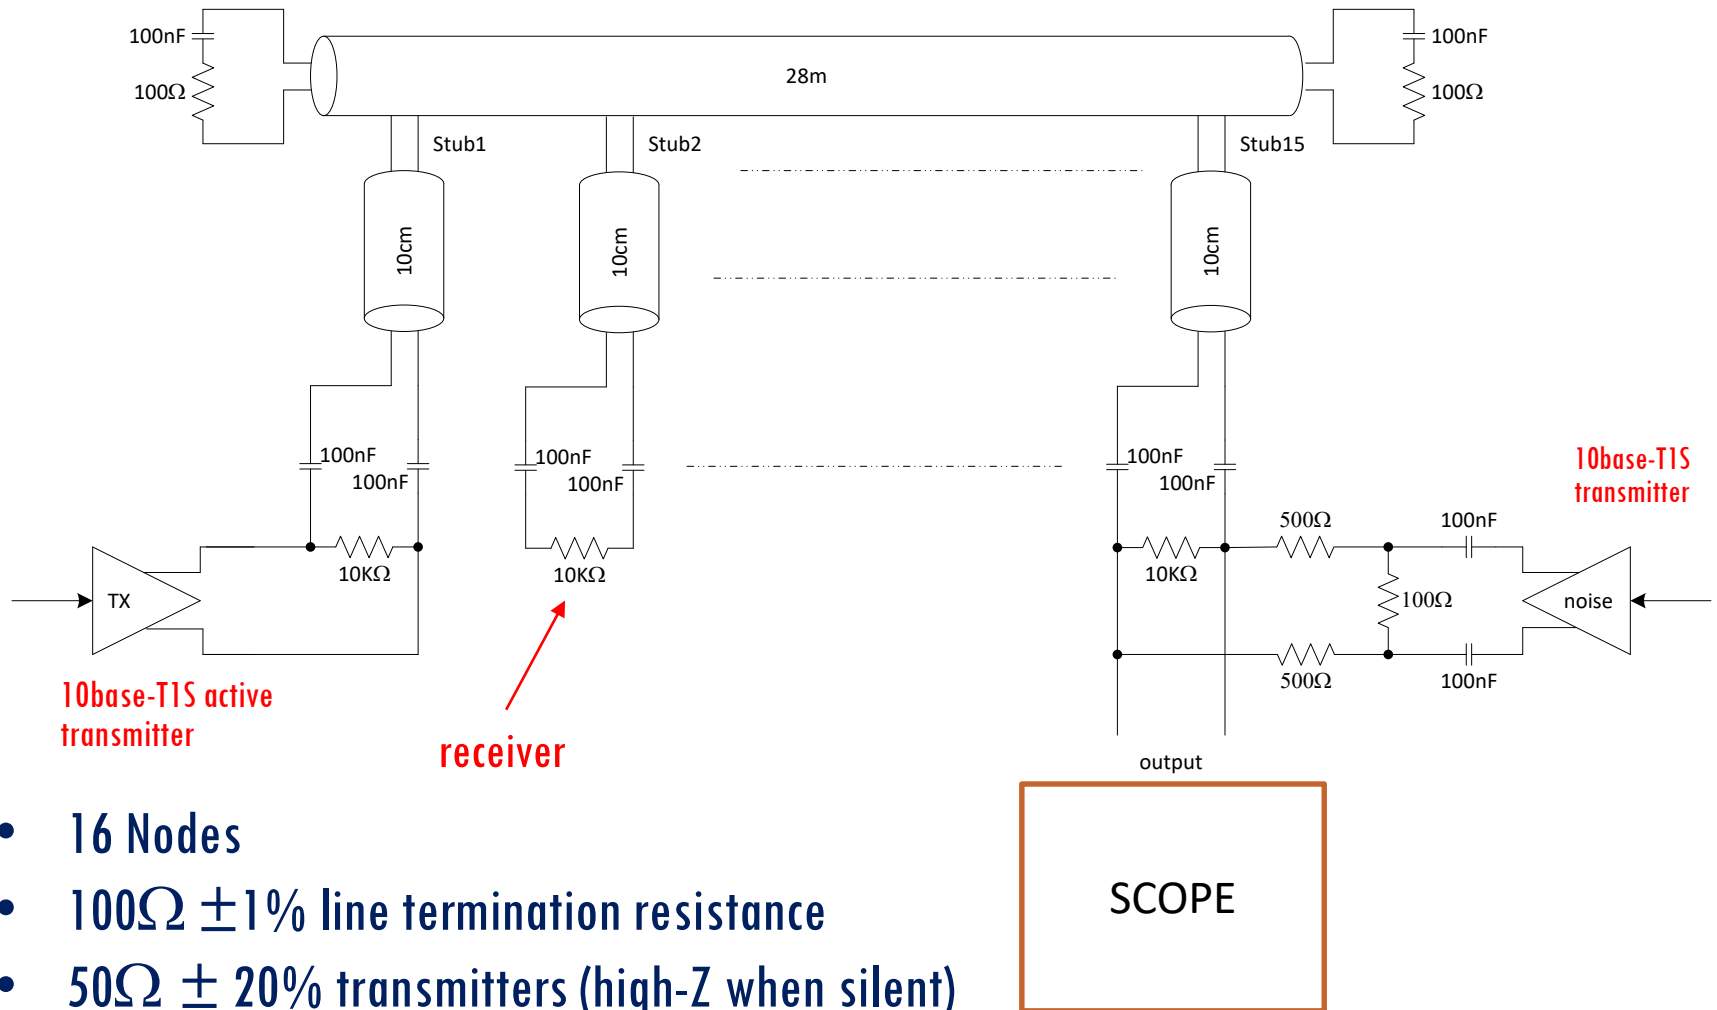 100nF
100Ω
28m
100nF
100Ω
Stub1
Stub2
Stub15
10cm
10cm
10cm
100nF
100nF
10KΩ
TX
10base-T1S active
transmitter
100nF
100nF
10KΩ
receiver
100nF
100nF
10KΩ
500Ω
500Ω
100Ω
100nF
100nF
noise
10base-T1S
transmitter
output
SCOPE
• 16 Nodes
• 100Ω ±1% line termination resistance
• 50Ω ± 20% transmitters (high-Z when silent)